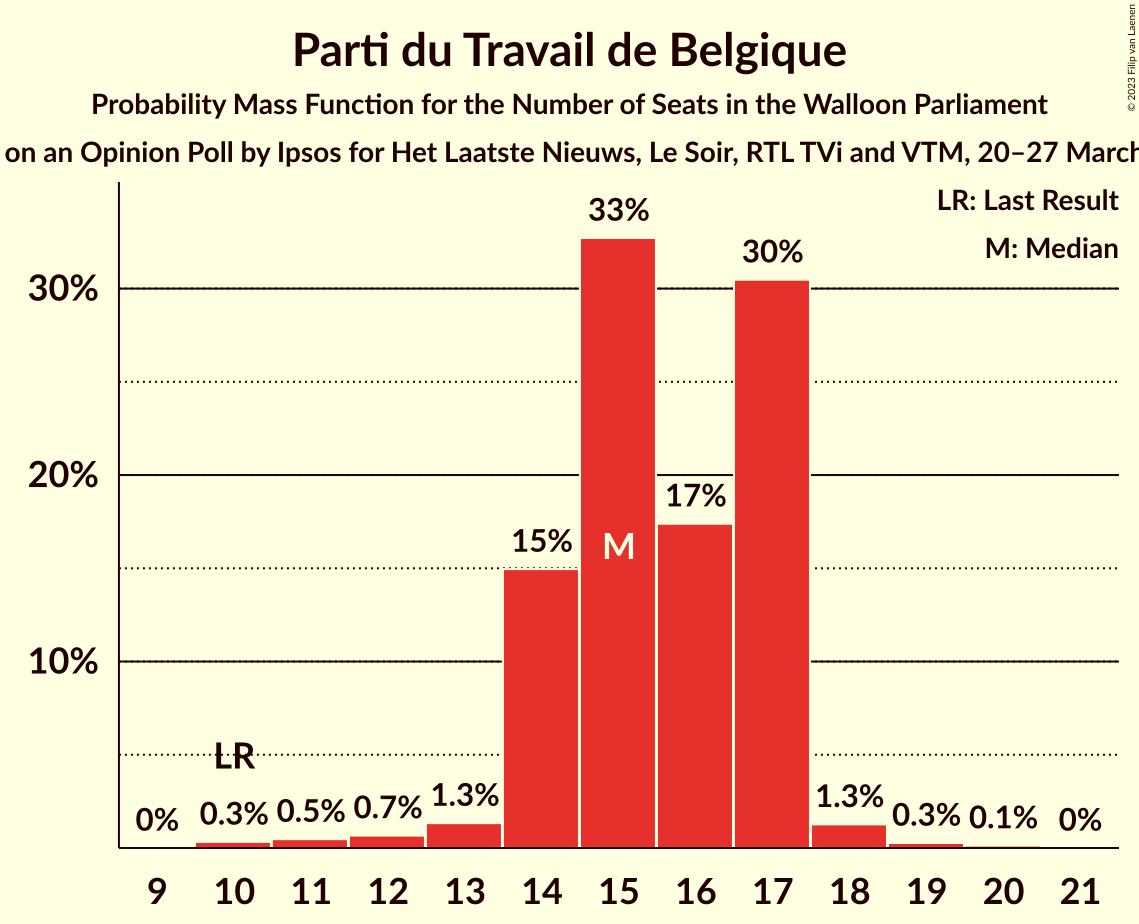 Parti du Travail de Belgique
Probability Mass Function for the Number of Seats in the Walloon Parliament
on an Opinion Poll by Ipsos for Het Laatste Nieuws, Le Soir, RTL TVi and VTM, 20–27 March
© 2023 Filip van Laenen
LR: Last Result
M: Median
33%
30%
30%
20%
17%
15%
M
10%
LR
0% 0.3% 0.5% 0.7% 1.3% 1.3% 0.3% 0.1% 0%
9 10 11 12 13 14 15 16 17 18 19 20 21